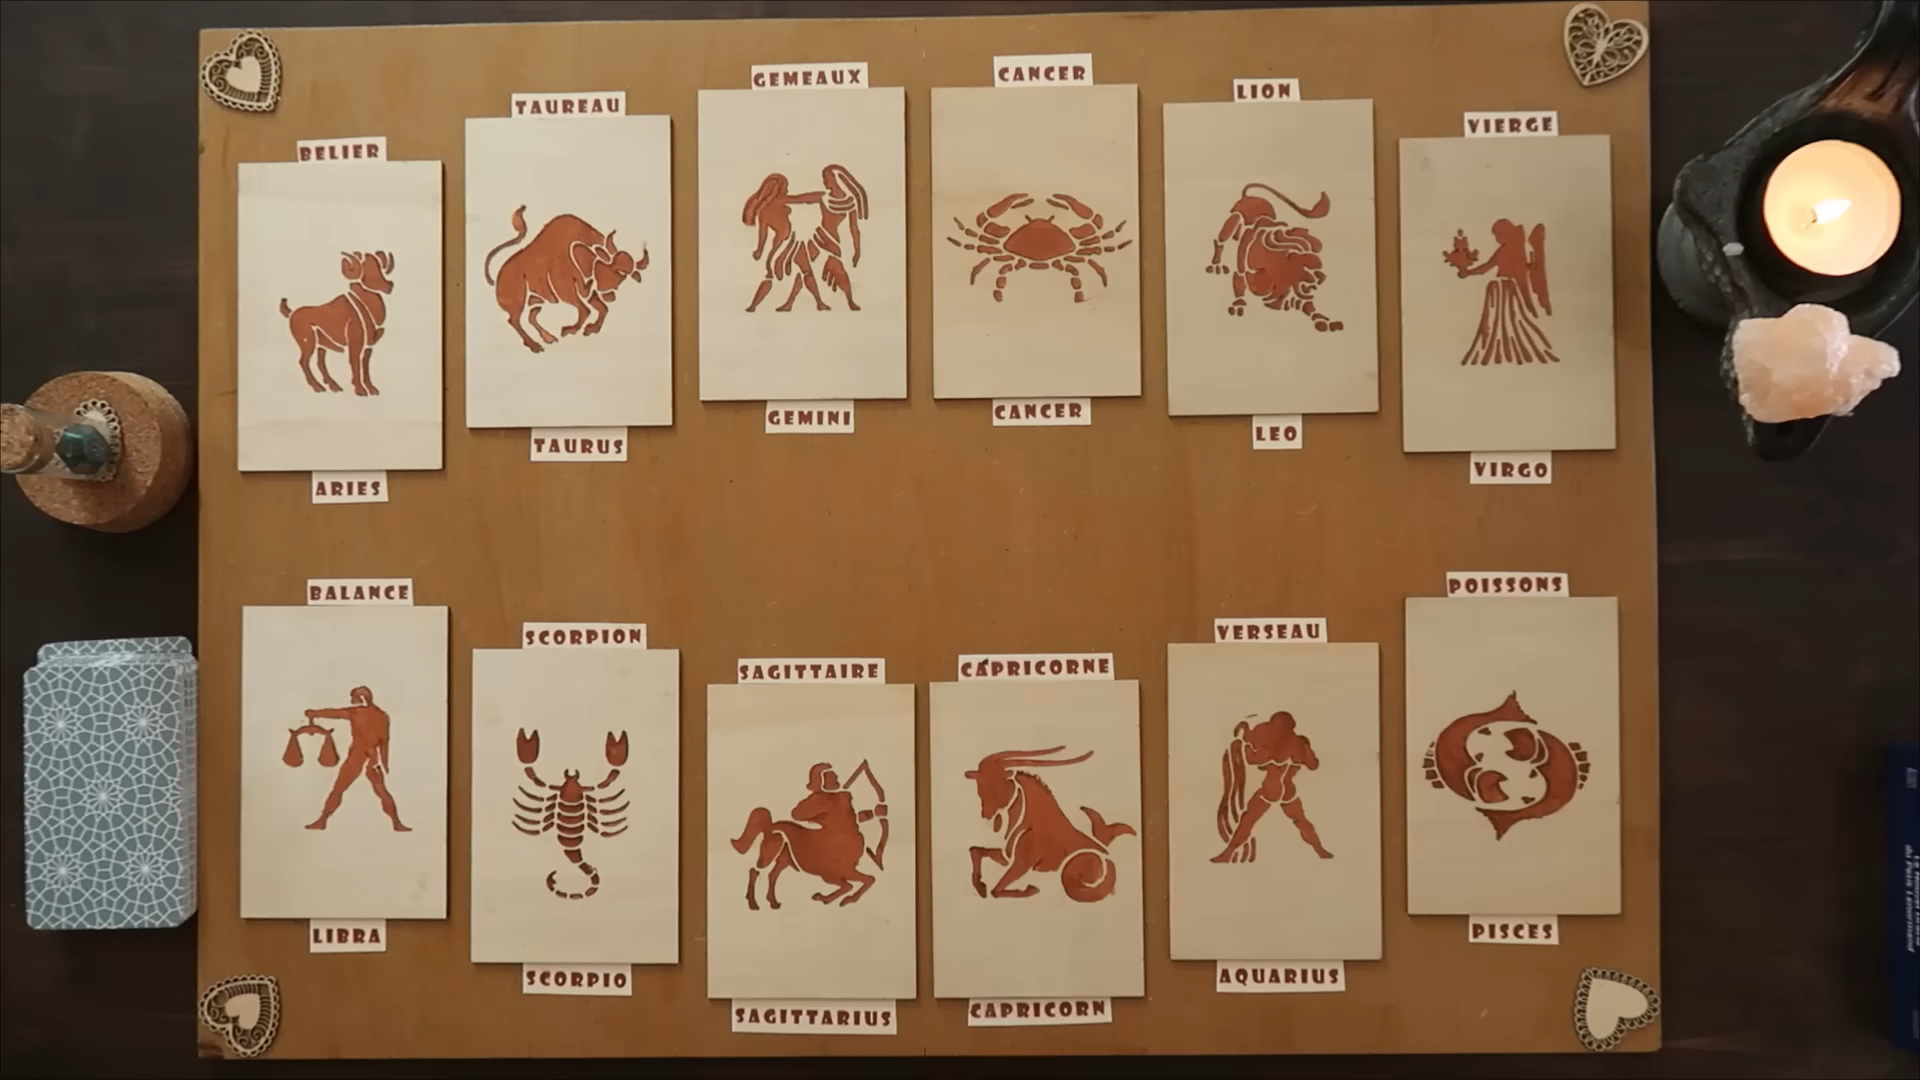 BELIER
TAUREAU
GEMEAUX
CANCER
LION
VIERGE
ARIES
TAURUS
GEMINI
CANCER
LEO
VIRGO
BALANCE
SCORPION
SAGITTAIRE
CAPRICORNE
VERSEAU
POISSONS
LIBRA
SCORPIO
SAGITTARIUS
CAPRICORN
AQUARIUS
PISCES